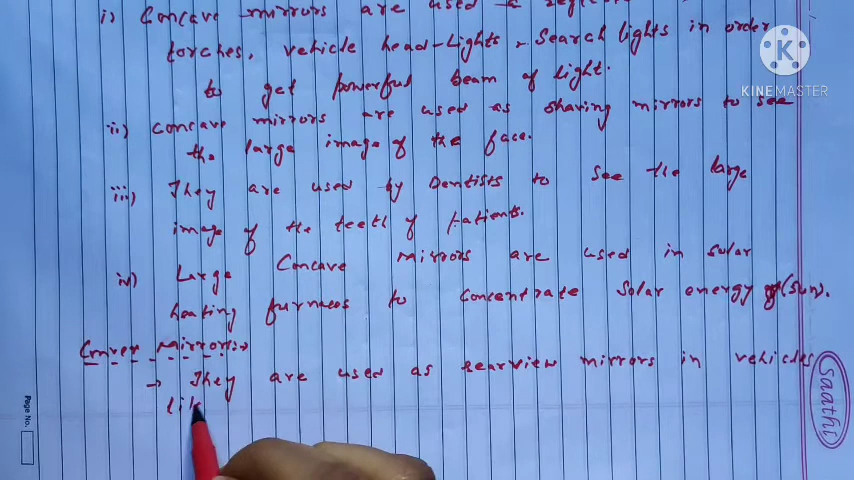 i) Concave mirrors are used
torches, vehicle head-lights, Search lights in order
to get powerful beam of light.
ii) Concave mirrors are used as shaving mirrors to see
the large image of the face.
iii) They are used by Dentists to see the large
image of the teeth of patients.
iv) Large Concave mirrors are used in solar
heating furnaces to concentrate Solar energy (Sun).
Convex Mirrors:→
→ They are used as rearview mirrors in vehicles
lik
KINEMASTER
Page No.
Saathi